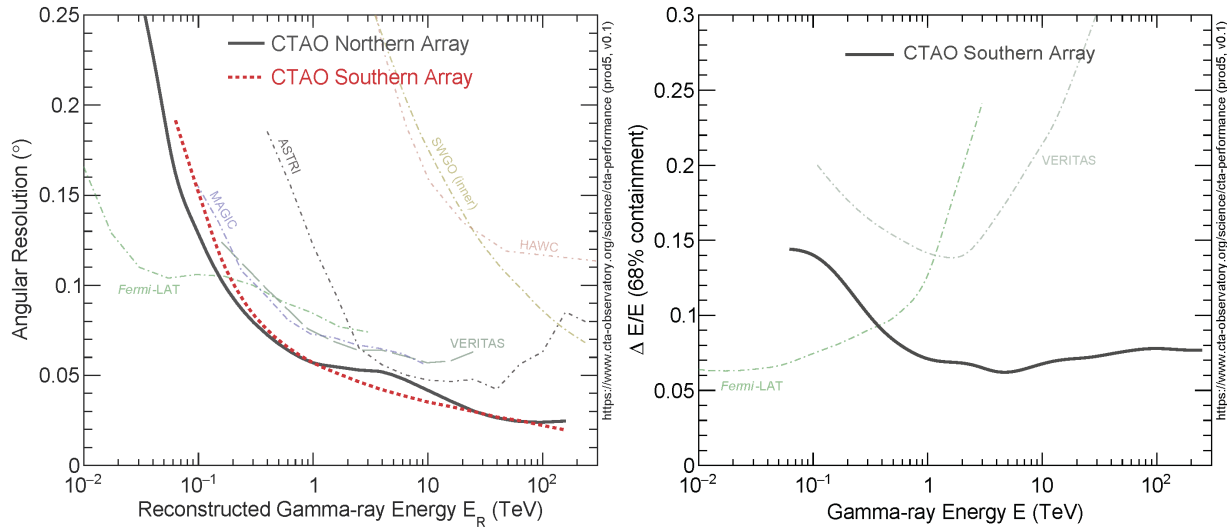 0.25
0.2
0.15
0.1
0.05
0
Angular Resolution (°)
CTAO Northern Array
CTAO Southern Array
MAGIC
ASTRI
SWGO (inner)
HAWC
Fermi-LAT
VERITAS
10⁻² 10⁻¹ 1 10 10²
Reconstructed Gamma-ray Energy E_R (TeV)
https://www.cta-observatory.org/science/cta-performance (prod5, v0.1)
0.3
0.25
0.2
0.15
0.1
0.05
0
Δ E/E (68% containment)
CTAO Southern Array
VERITAS
Fermi-LAT
10⁻² 10⁻¹ 1 10 10²
Gamma-ray Energy E (TeV)
https://www.cta-observatory.org/science/cta-performance (prod5, v0.1)